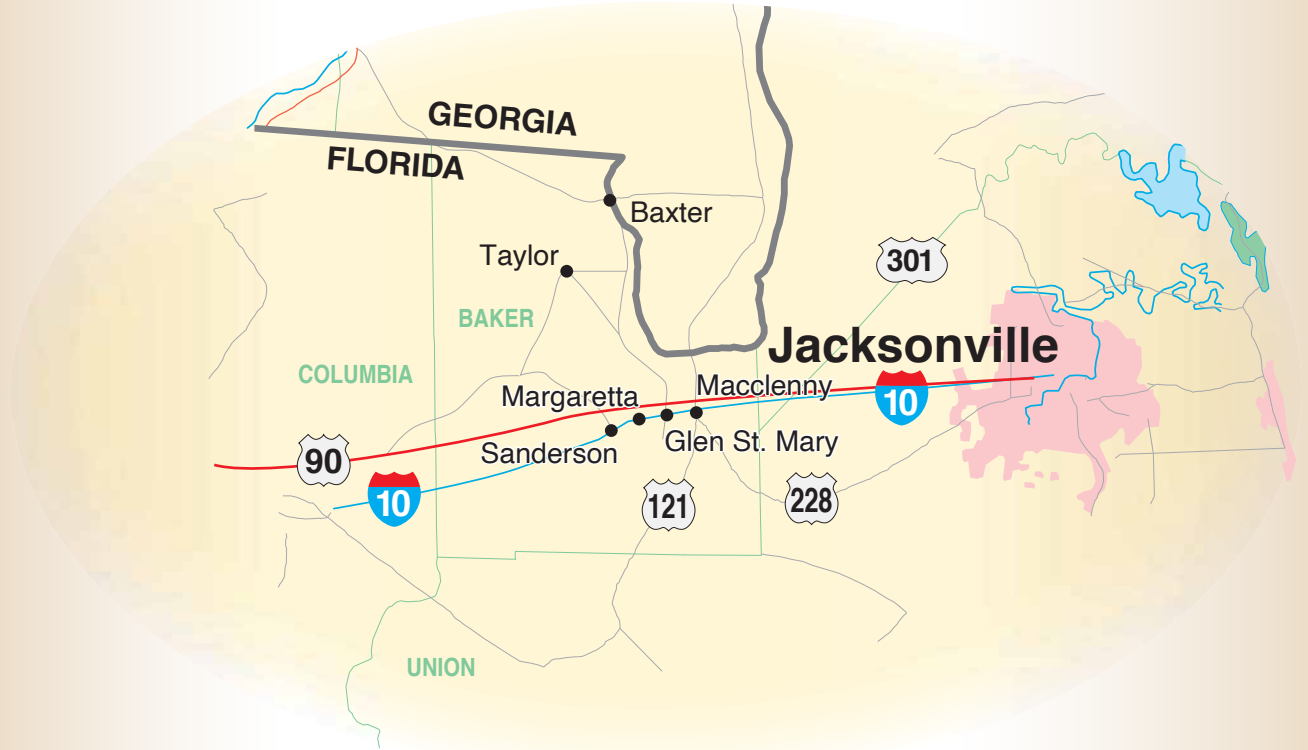 GEORGIA
FLORIDA
Baxter
Taylor
301
BAKER
Jacksonville
COLUMBIA
Macclenny
Margaretta
10
Glen St. Mary
Sanderson
90
10
121
228
UNION